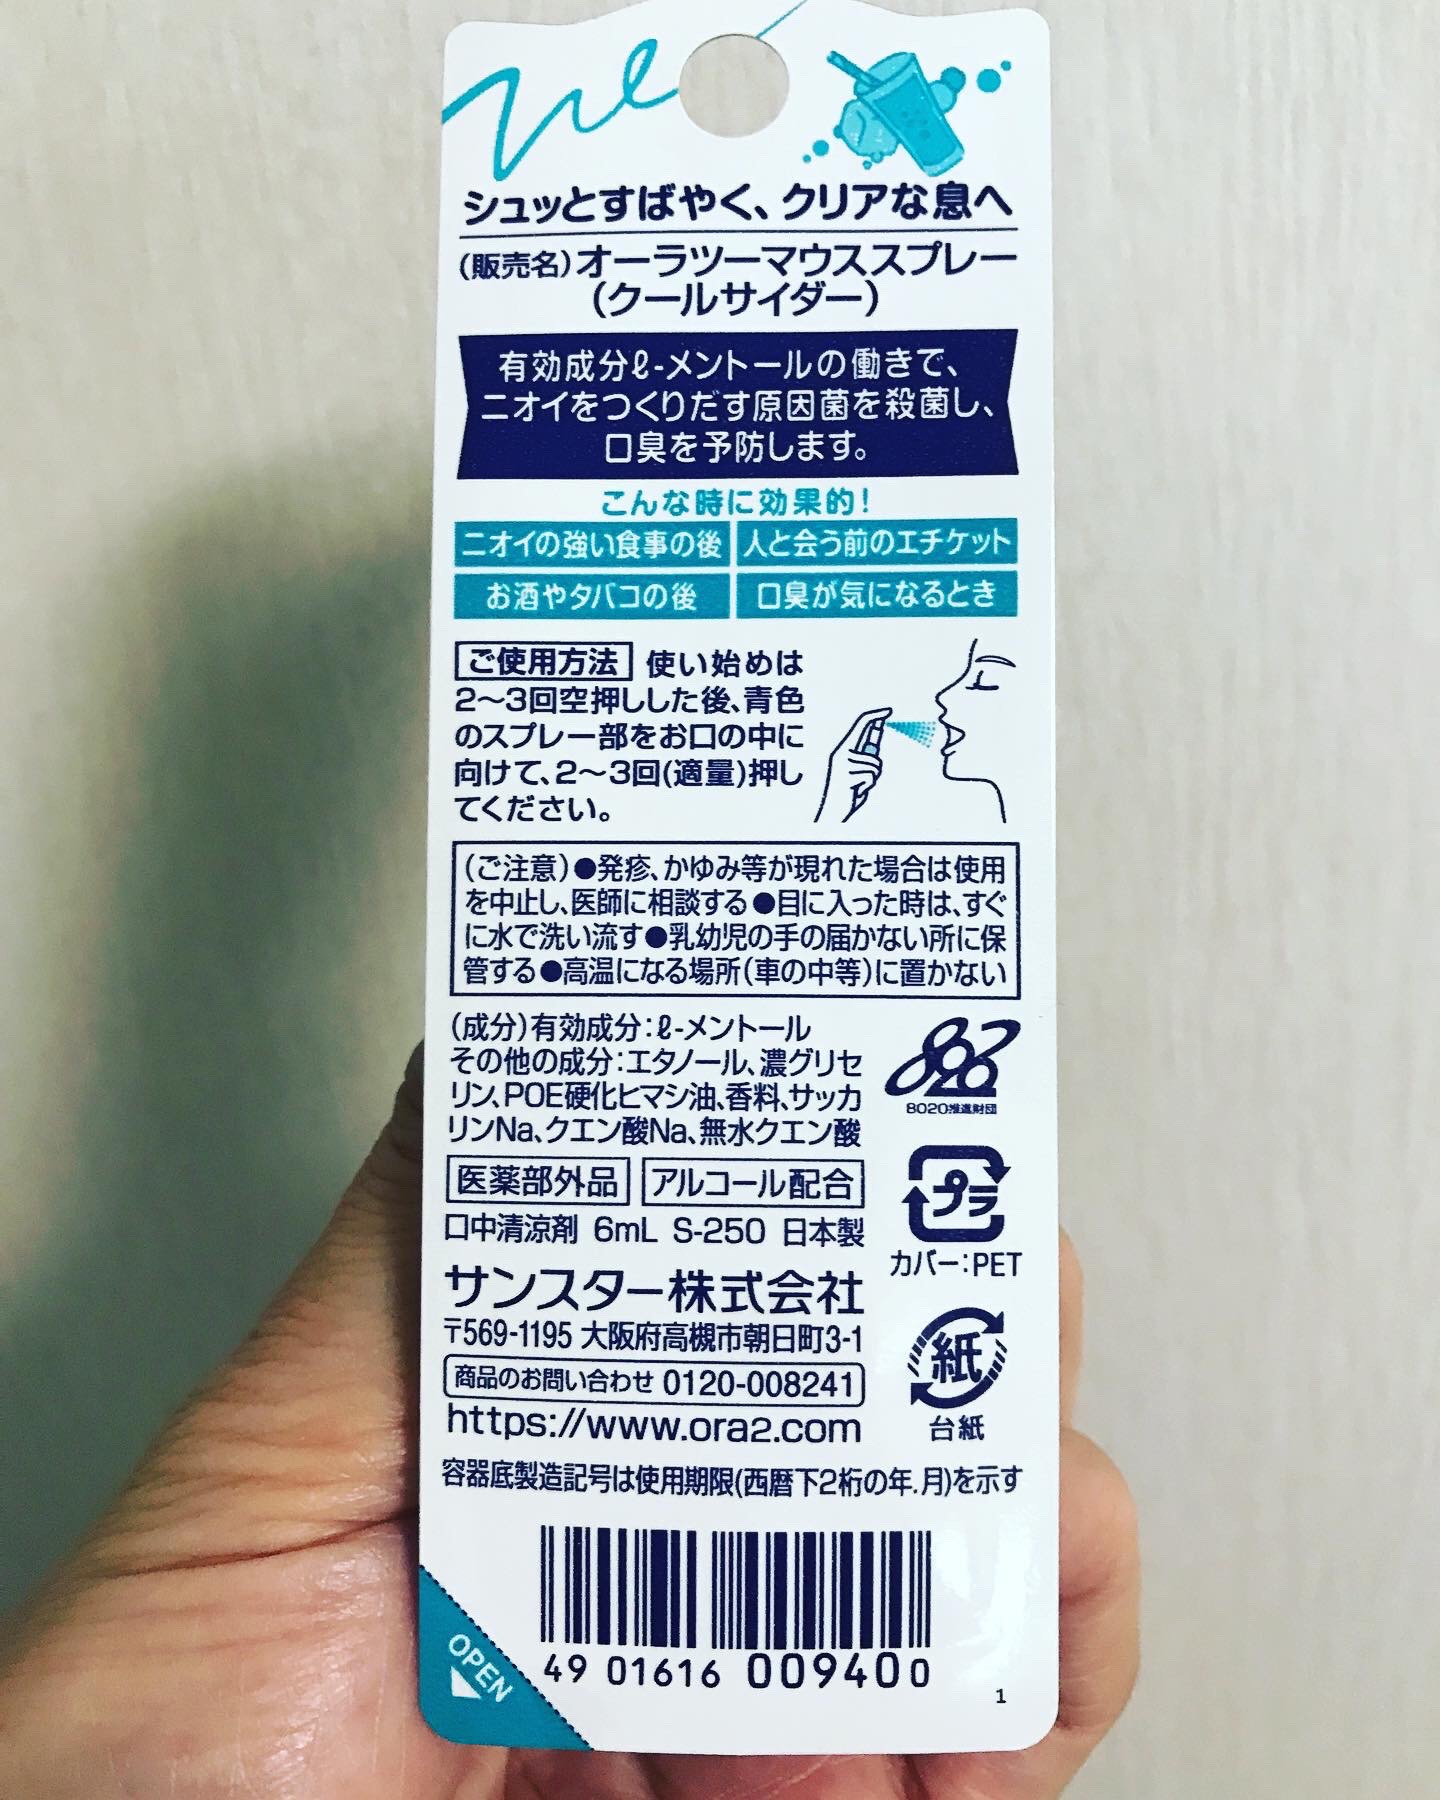 シュッとすばやく、クリアな息へ
(販売名)オーラツーマウススプレー
(クールサイダー)
有効成分ℓ-メントールの働きで、
ニオイをつくりだす原因菌を殺菌し、
口臭を予防します。
こんな時に効果的!
ニオイの強い食事の後 人と会う前のエチケット
お酒やタバコの後 口臭が気になるとき
ご使用方法 使い始めは
2〜3回空押しした後、青色
のスプレー部をお口の中に
向けて、2〜3回(適量)押し
てください。
(ご注意)●発疹、かゆみ等が現れた場合は使用
を中止し、医師に相談する●目に入った時は、すぐ
に水で洗い流す●乳幼児の手の届かない所に保
管する●高温になる場所(車の中等)に置かない
(成分)有効成分:ℓ-メントール
その他の成分:エタノール、濃グリセ
リン、POE硬化ヒマシ油、香料、サッカ
リンNa、クエン酸Na、無水クエン酸
8020
8020推進財団
医薬部外品 アルコール配合
口中清涼剤 6mL S-250 日本製
プラ
カバー:PET
サンスター株式会社
〒569-1195 大阪府高槻市朝日町3-1
商品のお問い合わせ 0120-008241
https://www.ora2.com
紙
台紙
容器底製造記号は使用期限(西暦下2桁の年.月)を示す
4901616009400
OPEN
1